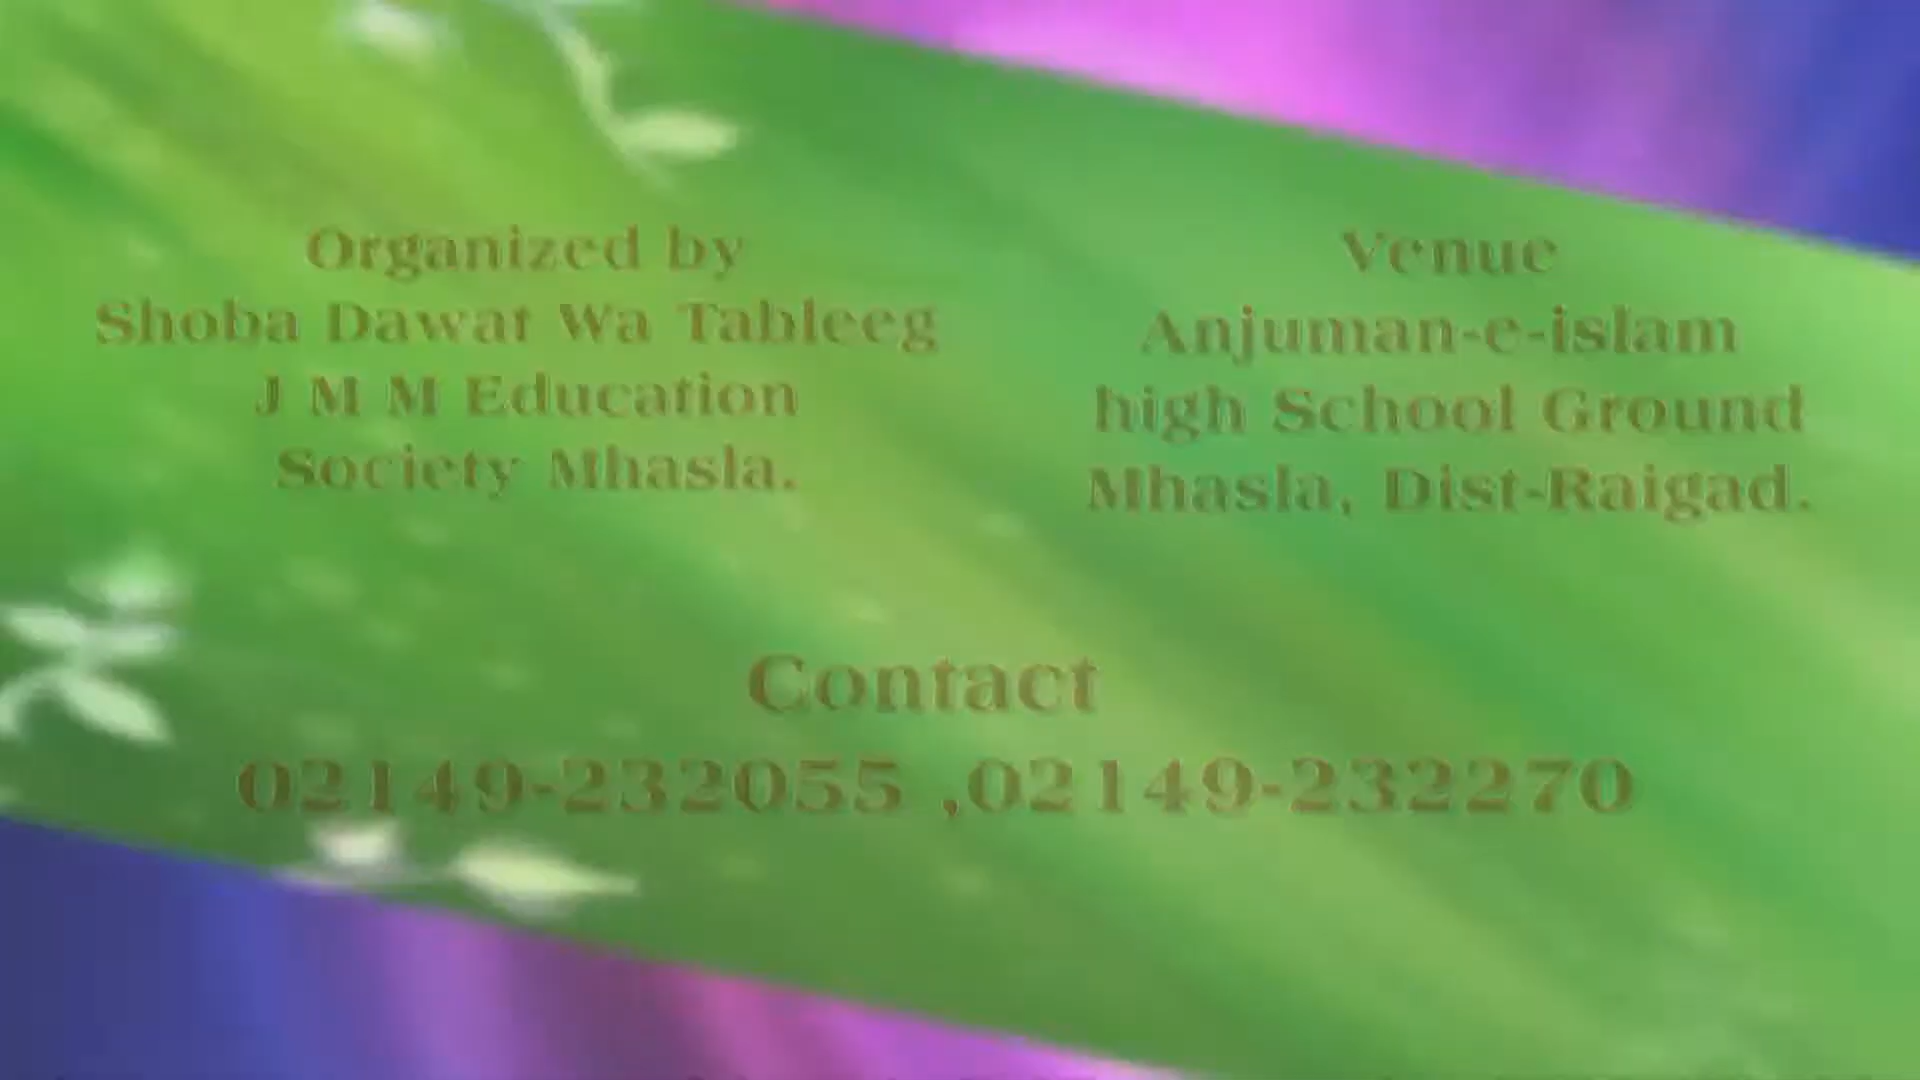 Organized by
Shoba Dawat Wa Tableeg
J M M Education
Society Mhasla.
Venue
Anjuman-e-islam
high School Ground
Mhasla, Dist-Raigad.
Contact
02149-232055 ,02149-232270